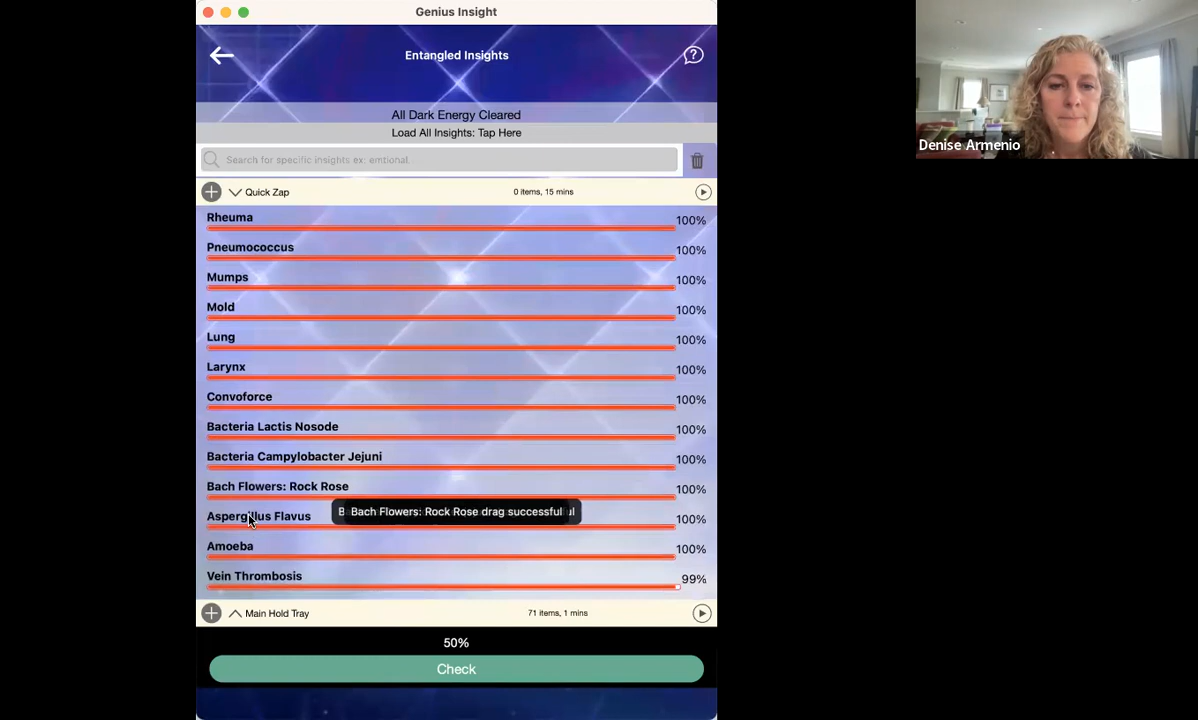 Genius Insight
Entangled Insights
All Dark Energy Cleared
Load All Insights: Tap Here
Search for specific insights ex: emtional
Quick Zap 0 items, 15 mins
Rheuma 100%
Pneumococcus 100%
Mumps 100%
Mold 100%
Lung 100%
Larynx 100%
Convoforce 100%
Bacteria Lactis Nosode 100%
Bacteria Campylobacter Jejuni 100%
Bach Flowers: Rock Rose 100%
B Bach Flowers: Rock Rose drag successful ul
Aspergillus Flavus 100%
Amoeba 100%
Vein Thrombosis 99%
Main Hold Tray 71 items, 1 mins
50%
Check
Denise Armenio